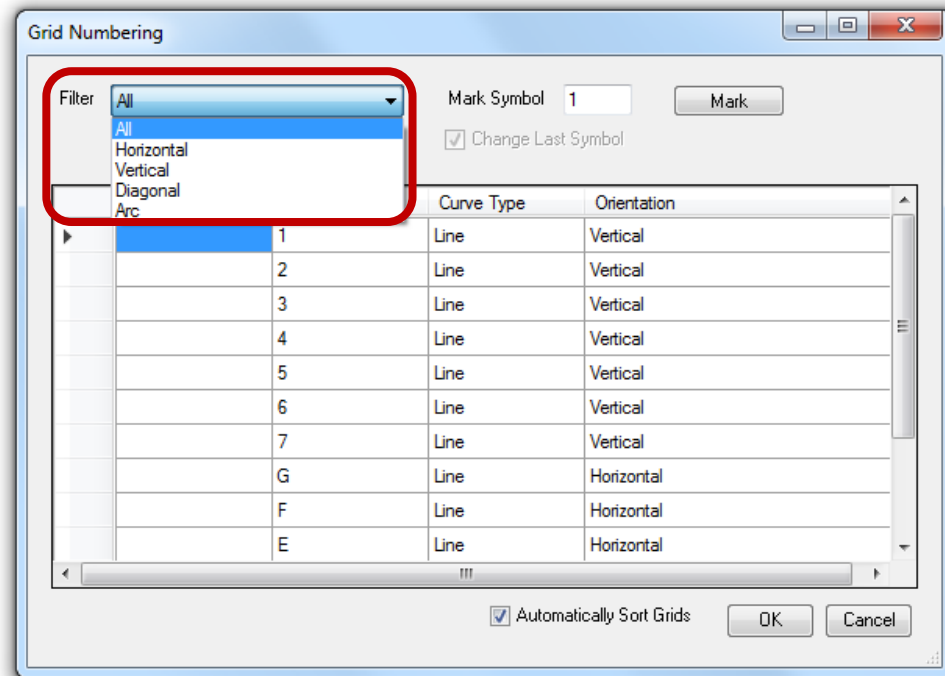 Grid Numbering
Filter All Mark Symbol 1 Mark
All
Horizontal
Vertical
Diagonal
Arc
Change Last Symbol
Curve Type Orientation
1 Line Vertical
2 Line Vertical
3 Line Vertical
4 Line Vertical
5 Line Vertical
6 Line Vertical
7 Line Vertical
G Line Horizontal
F Line Horizontal
E Line Horizontal
Automatically Sort Grids OK Cancel